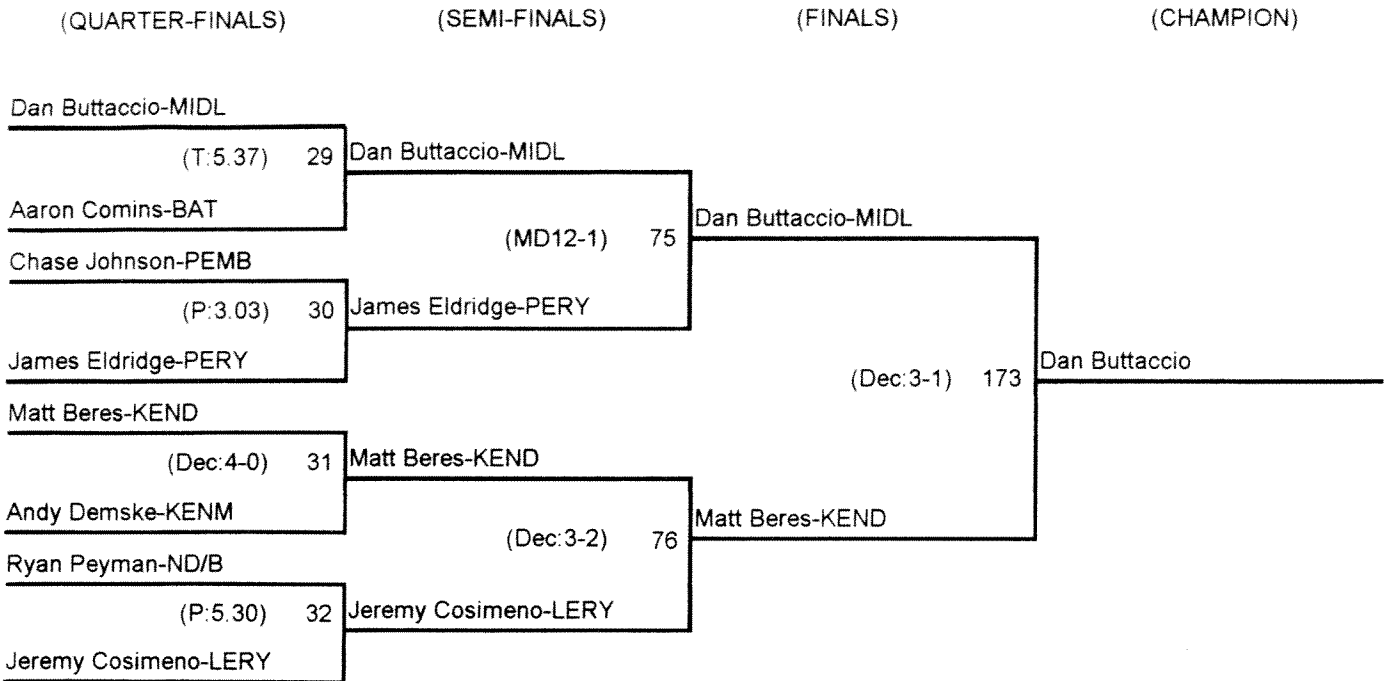 (QUARTER-FINALS) (SEMI-FINALS) (FINALS) (CHAMPION)
Dan Buttaccio-MIDL
(T:5.37) 29 Dan Buttaccio-MIDL
Aaron Comins-BAT
Dan Buttaccio-MIDL
(MD12-1) 75
Chase Johnson-PEMB
(P:3.03) 30 James Eldridge-PERY
James Eldridge-PERY
(Dec:3-1) 173 Dan Buttaccio
Matt Beres-KEND
(Dec:4-0) 31 Matt Beres-KEND
Andy Demske-KENM
Matt Beres-KEND
(Dec:3-2) 76
Ryan Peyman-ND/B
(P:5.30) 32 Jeremy Cosimeno-LERY
Jeremy Cosimeno-LERY